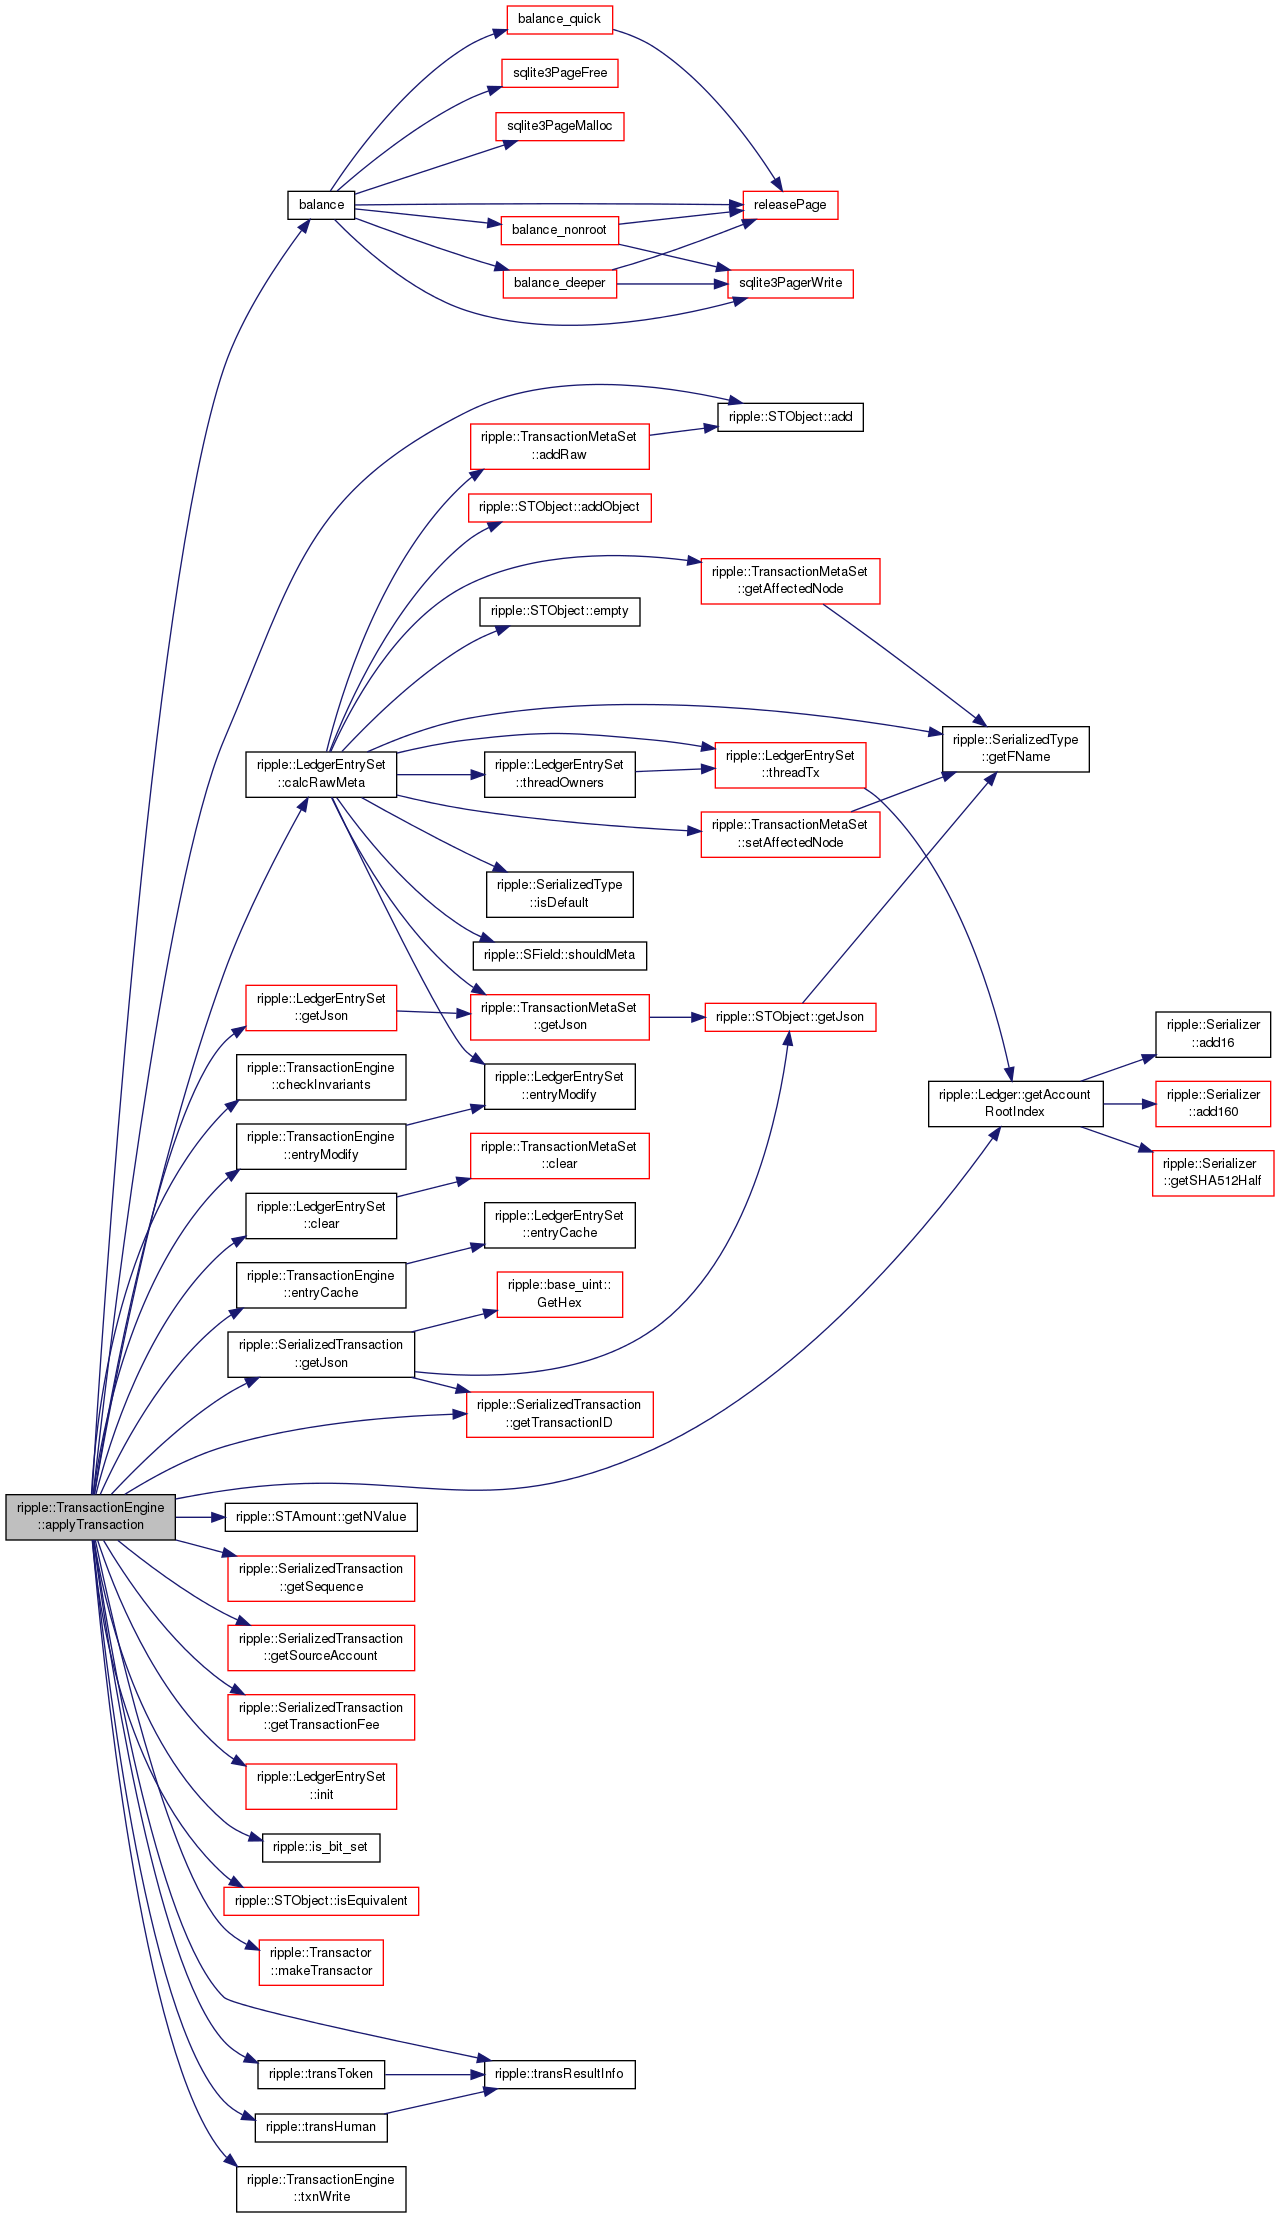 balance_quick
sqlite3PageFree
sqlite3PageMalloc
balance
releasePage
balance_nonroot
balance_deeper
sqlite3PagerWrite
ripple::STObject::add
ripple::TransactionMetaSet
::addRaw
ripple::STObject::addObject
ripple::TransactionMetaSet
::getAffectedNode
ripple::STObject::empty
ripple::SerializedType
::getFName
ripple::LedgerEntrySet
::calcRawMeta
ripple::LedgerEntrySet
::threadOwners
ripple::LedgerEntrySet
::threadTx
ripple::TransactionMetaSet
::setAffectedNode
ripple::SerializedType
::isDefault
ripple::SField::shouldMeta
ripple::LedgerEntrySet
::getJson
ripple::TransactionMetaSet
::getJson
ripple::STObject::getJson
ripple::Serializer
::add16
ripple::TransactionEngine
::checkInvariants
ripple::LedgerEntrySet
::entryModify
ripple::Ledger::getAccount
RootIndex
ripple::Serializer
::add160
ripple::TransactionEngine
::entryModify
ripple::TransactionMetaSet
::clear
ripple::Serializer
::getSHA512Half
ripple::LedgerEntrySet
::clear
ripple::LedgerEntrySet
::entryCache
ripple::TransactionEngine
::entryCache
ripple::base_uint::
GetHex
ripple::SerializedTransaction
::getJson
ripple::SerializedTransaction
::getTransactionID
ripple::TransactionEngine
::applyTransaction
ripple::STAmount::getNValue
ripple::SerializedTransaction
::getSequence
ripple::SerializedTransaction
::getSourceAccount
ripple::SerializedTransaction
::getTransactionFee
ripple::LedgerEntrySet
::init
ripple::is_bit_set
ripple::STObject::isEquivalent
ripple::Transactor
::makeTransactor
ripple::transToken
ripple::transResultInfo
ripple::transHuman
ripple::TransactionEngine
::txnWrite